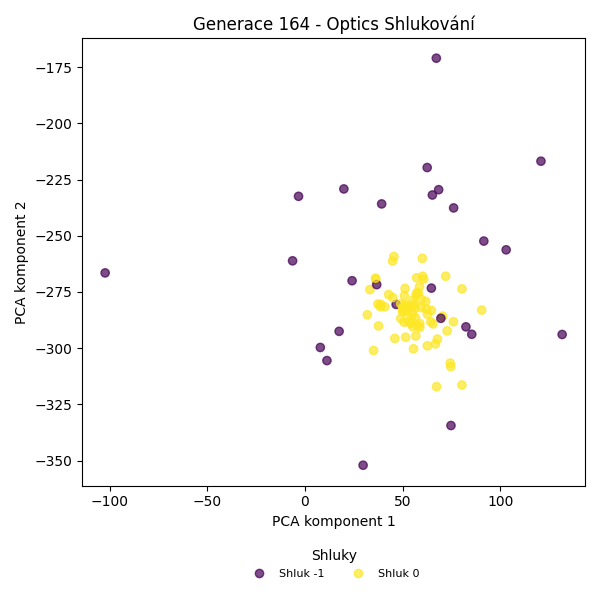 Generace 164 - Optics Shlukování
PCA komponent 2
−175
−200
−225
−250
−275
−300
−325
−350
−100
−50
0
50
100
PCA komponent 1
Shluky
Shluk -1
Shluk 0